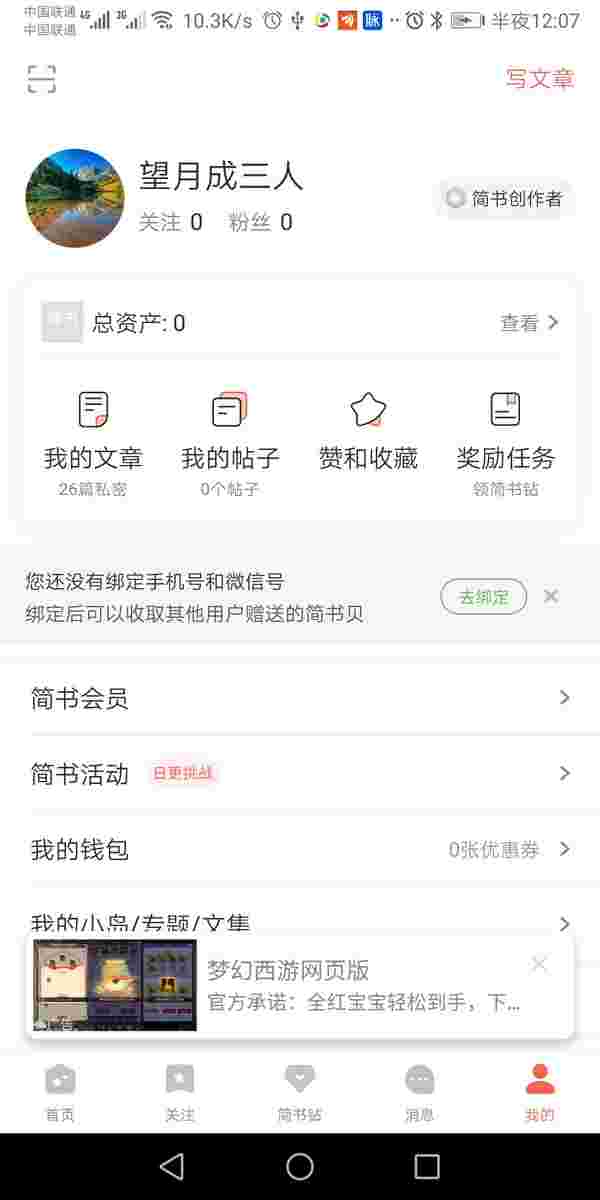 中国联通 4G 3G 10.3K/s 半夜12:07
中国联通
写文章
望月成三人
关注 0 粉丝 0
简书创作者
总资产: 0
查看
我的文章 我的帖子 赞和收藏 奖励任务
26篇私密 0个帖子 领简书钻
您还没有绑定手机号和微信号
绑定后可以收取其他用户赠送的简书贝
去绑定
简书会员
简书活动 日更挑战
我的钱包 0张优惠券
我的小岛/专题/文集
梦幻西游网页版
官方承诺：全红宝宝轻松到手，下...
广告
首页 关注 简书钻 消息 我的